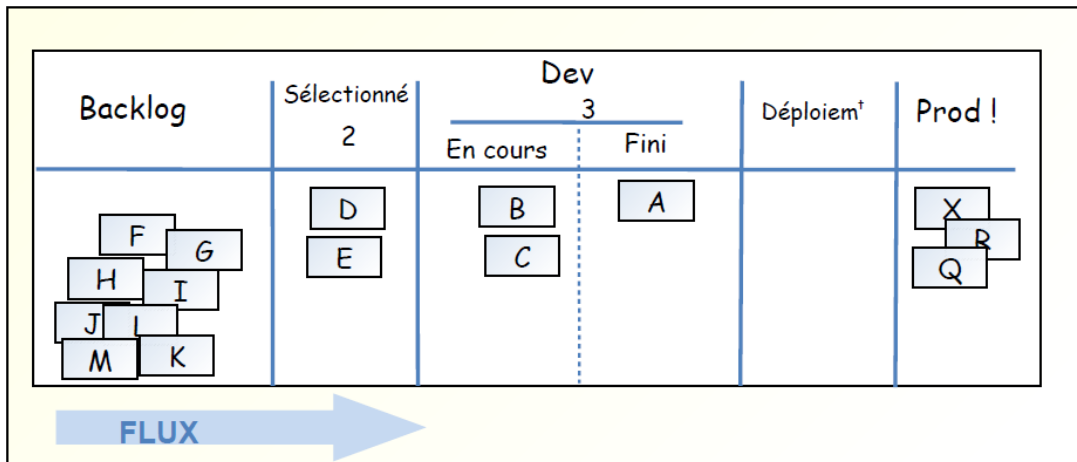 Backlog
Sélectionné
2
Dev
3
En cours
Fini
Déploiem†
Prod !
F
G
H
I
J
L
M
K
D
E
B
C
A
X
R
Q
FLUX